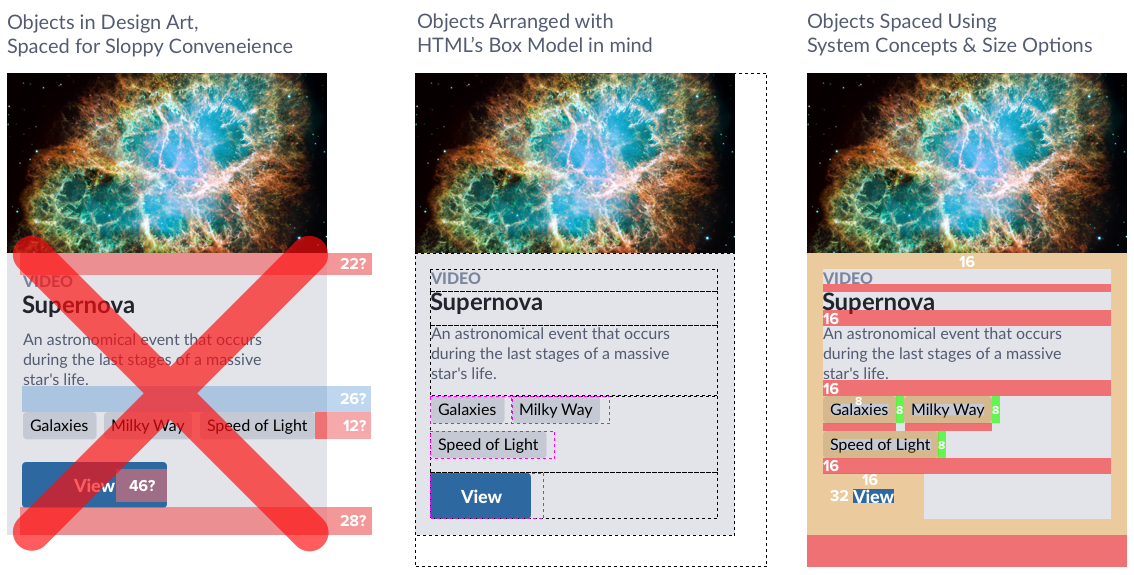 Objects in Design Art,
Spaced for Sloppy Conveneience
22?
VIDEO
Supernova
An astronomical event that occurs
during the last stages of a massive
star's life.
26?
Galaxies Milky Way Speed of Light 12?
View 46?
28?
Objects Arranged with
HTML’s Box Model in mind
VIDEO
Supernova
An astronomical event that occurs
during the last stages of a massive
star's life.
Galaxies Milky Way
Speed of Light
View
Objects Spaced Using
System Concepts & Size Options
16
VIDEO
Supernova
16
An astronomical event that occurs
during the last stages of a massive
star's life.
16
8
Galaxies 8 Milky Way 8
Speed of Light 8
16
16
32 View